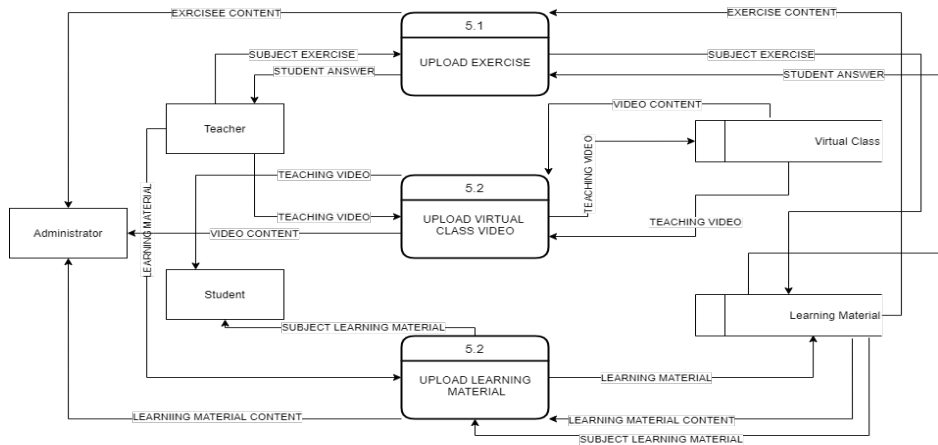 EXRCISEE CONTENT
EXERCISE CONTENT
5.1
SUBJECT EXERCISE
UPLOAD EXERCISE
SUBJECT EXERCISE
STUDENT ANSWER
STUDENT ANSWER
VIDEO CONTENT
Teacher
Virtual Class
TEACHING VIDEO
TEACHING VIDEO
5.2
LEARNING MATERIAL
TEACHING VIDEO
UPLOAD VIRTUAL
CLASS VIDEO
TEACHING VIDEO
Administrator
VIDEO CONTENT
Student
Learning Material
SUBJECT LEARNING MATERIAL
5.2
UPLOAD LEARNING
MATERIAL
LEARNING MATERIAL
LEARNIING MATERIAL CONTENT
LEARNING MATERIAL CONTENT
SUBJECT LEARNING MATERIAL